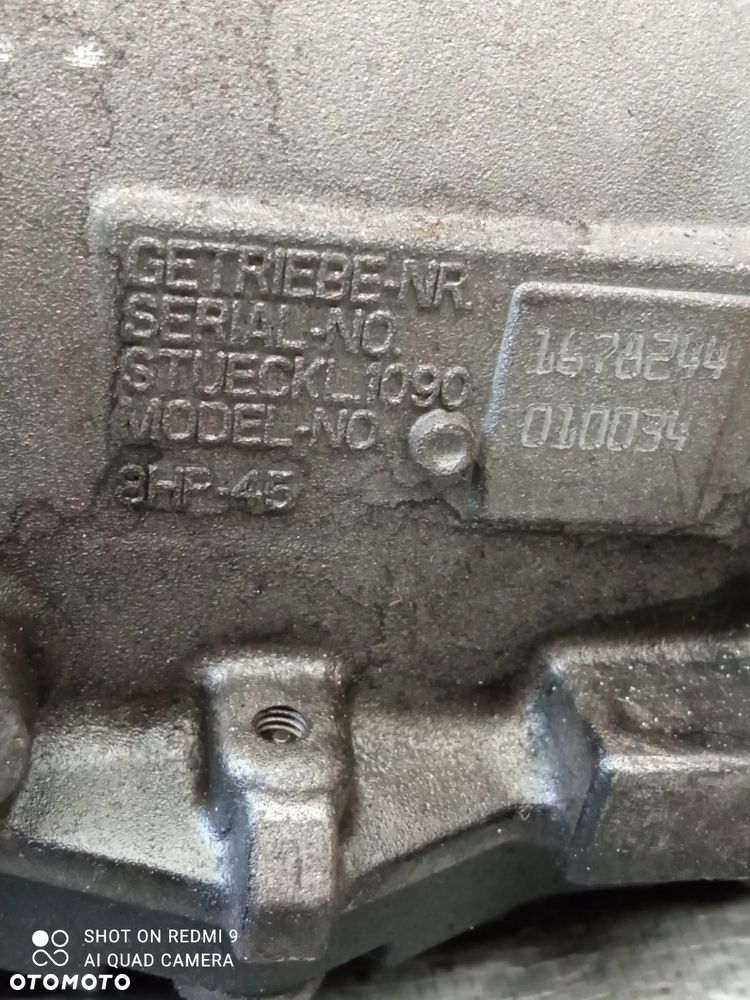 GETRIEBE-NR.
SERIAL-NO.
STUECKL.1090
MODEL-NO.
8HP-45
1678244
010034
SHOT ON REDMI 9
AI QUAD CAMERA
OTOMOTO